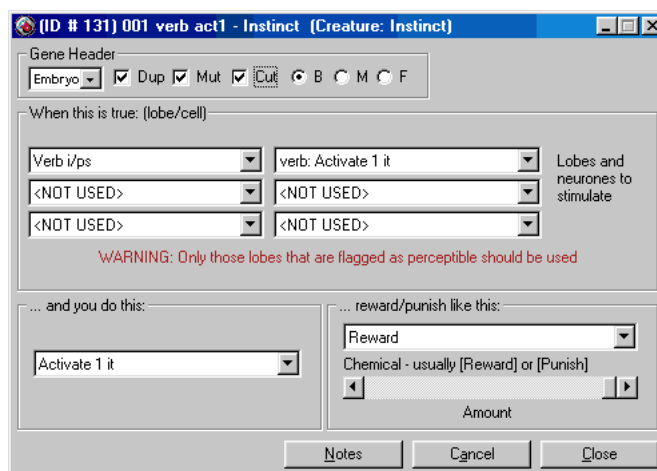 (ID # 131) 001 verb act1 - Instinct (Creature: Instinct)
Gene Header
Embryo Dup Mut Cut B M F
When this is true: (lobe/cell)
Verb i/ps verb: Activate 1 it
<NOT USED> <NOT USED>
<NOT USED> <NOT USED>
Lobes and
neurones to
stimulate
WARNING: Only those lobes that are flagged as perceptible should be used
... and you do this:
Activate 1 it
... reward/punish like this:
Reward
Chemical - usually [Reward] or [Punish]
Amount
Notes Cancel Close